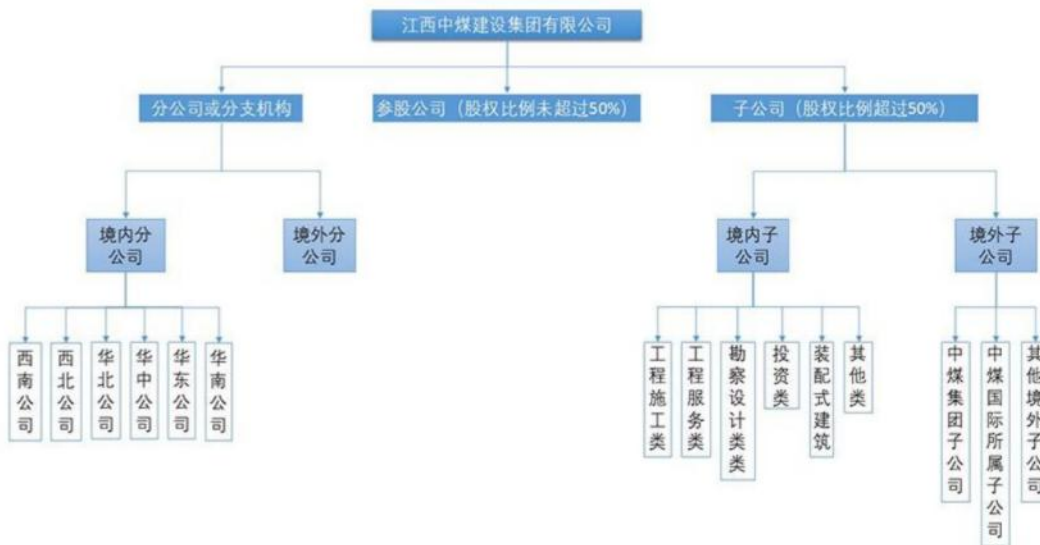 江西中煤建设集团有限公司
分公司或分支机构
参股公司（股权比例未超过50%）
子公司（股权比例超过50%）
境内分
公司
境外分
公司
境内子
公司
境外子
公司
西南公司
西北公司
华北公司
华中公司
华东公司
华南公司
工程施工类
工程服务类
勘察设计类类
投资类
装配式建筑
其他类
中煤集团子公司
中煤国际所属子公司
其他境外子公司